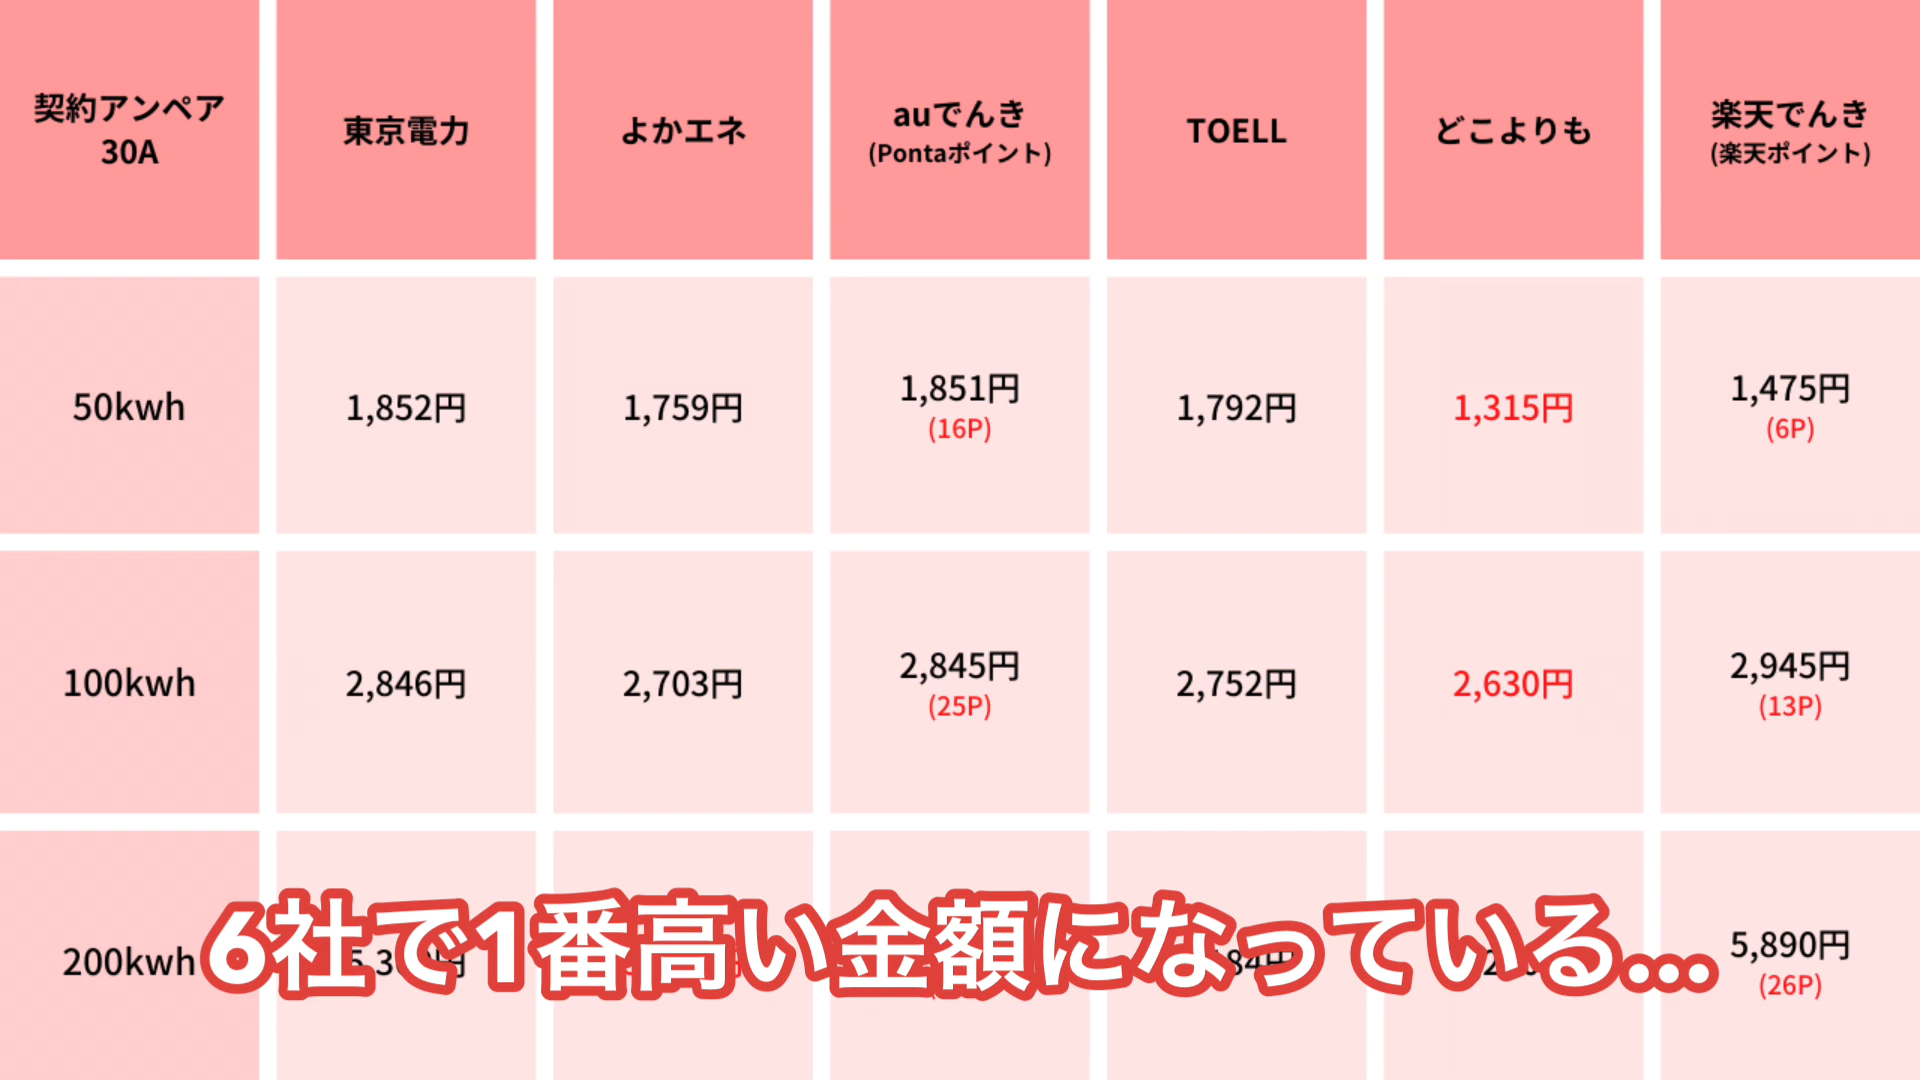 契約アンペア
30A
東京電力
よかエネ
auでんき
(Pontaポイント)
TOELL
どこよりも
楽天でんき
(楽天ポイント)
50kwh
1,852円
1,759円
1,851円
(16P)
1,792円
1,315円
1,475円
(6P)
100kwh
2,846円
2,703円
2,845円
(25P)
2,752円
2,630円
2,945円
(13P)
200kwh
5,890円
(26P)
6社で1番高い金額になっている...